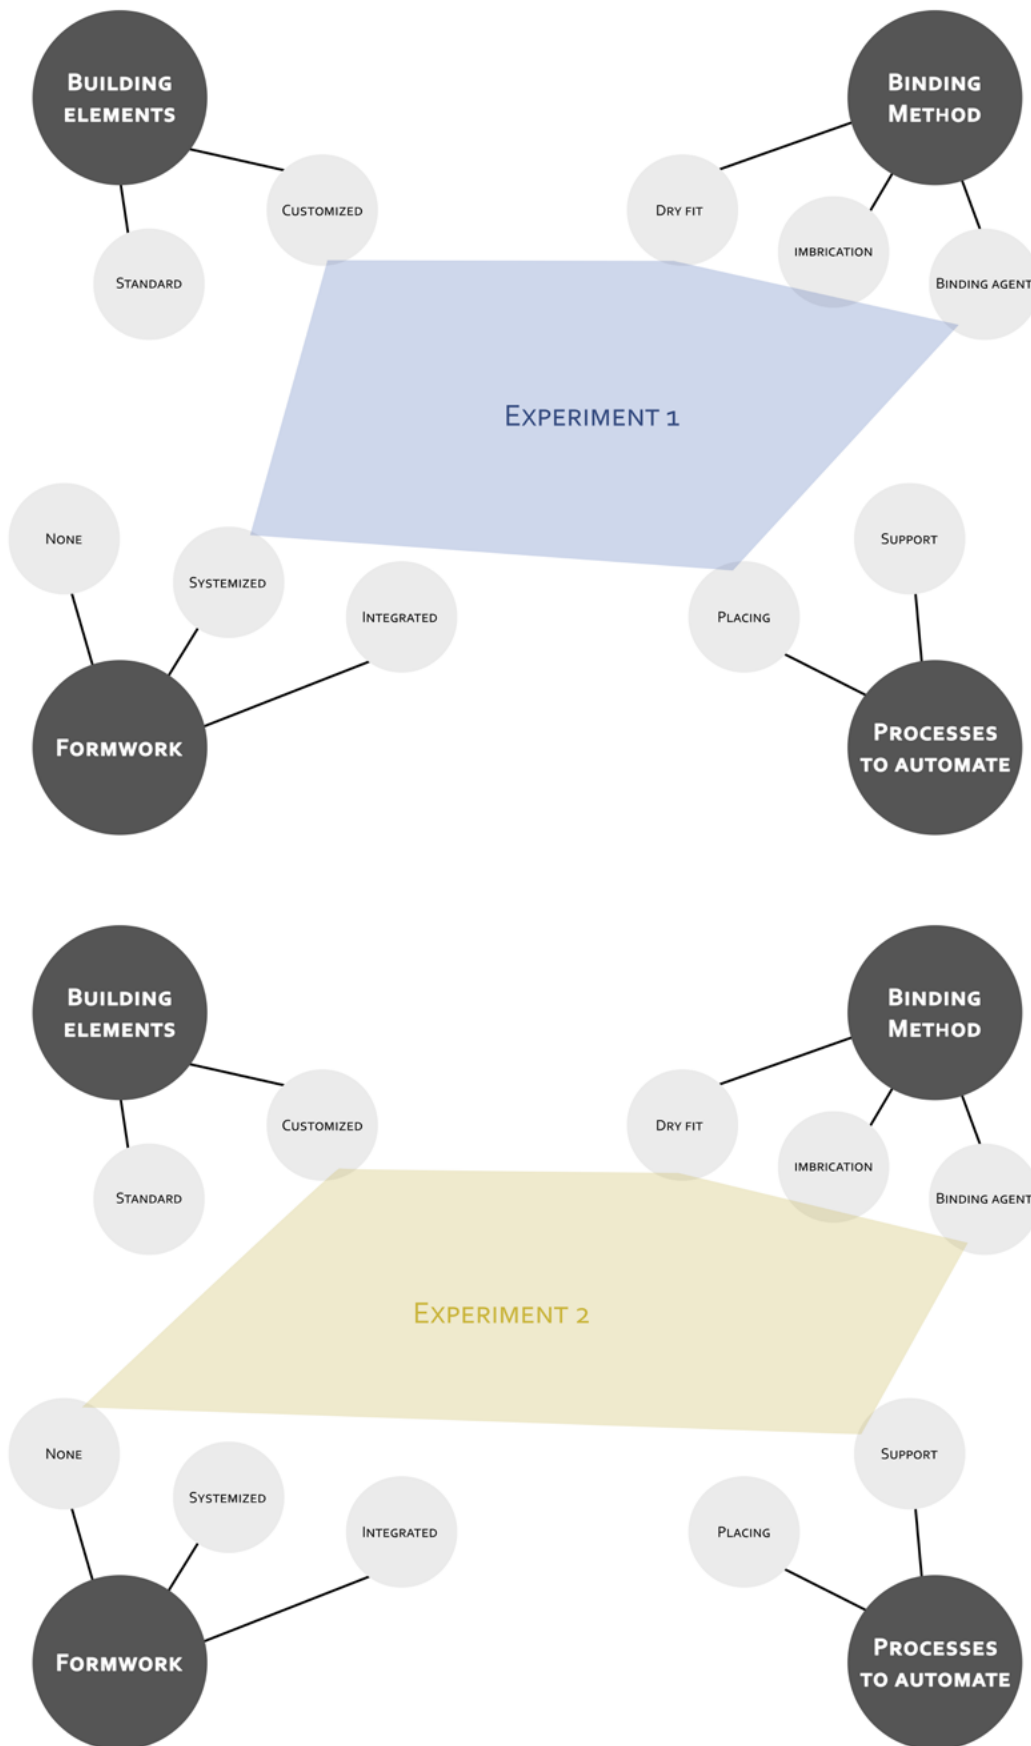 Building
elements
Binding
Method
Customized
Dry fit
Standard
imbrication
Binding agent
Experiment 1
None
Support
Systemized
Integrated
Placing
Formwork
Processes
to automate
Building
elements
Binding
Method
Customized
Dry fit
Standard
imbrication
Binding agent
Experiment 2
None
Support
Systemized
Integrated
Placing
Formwork
Processes
to automate